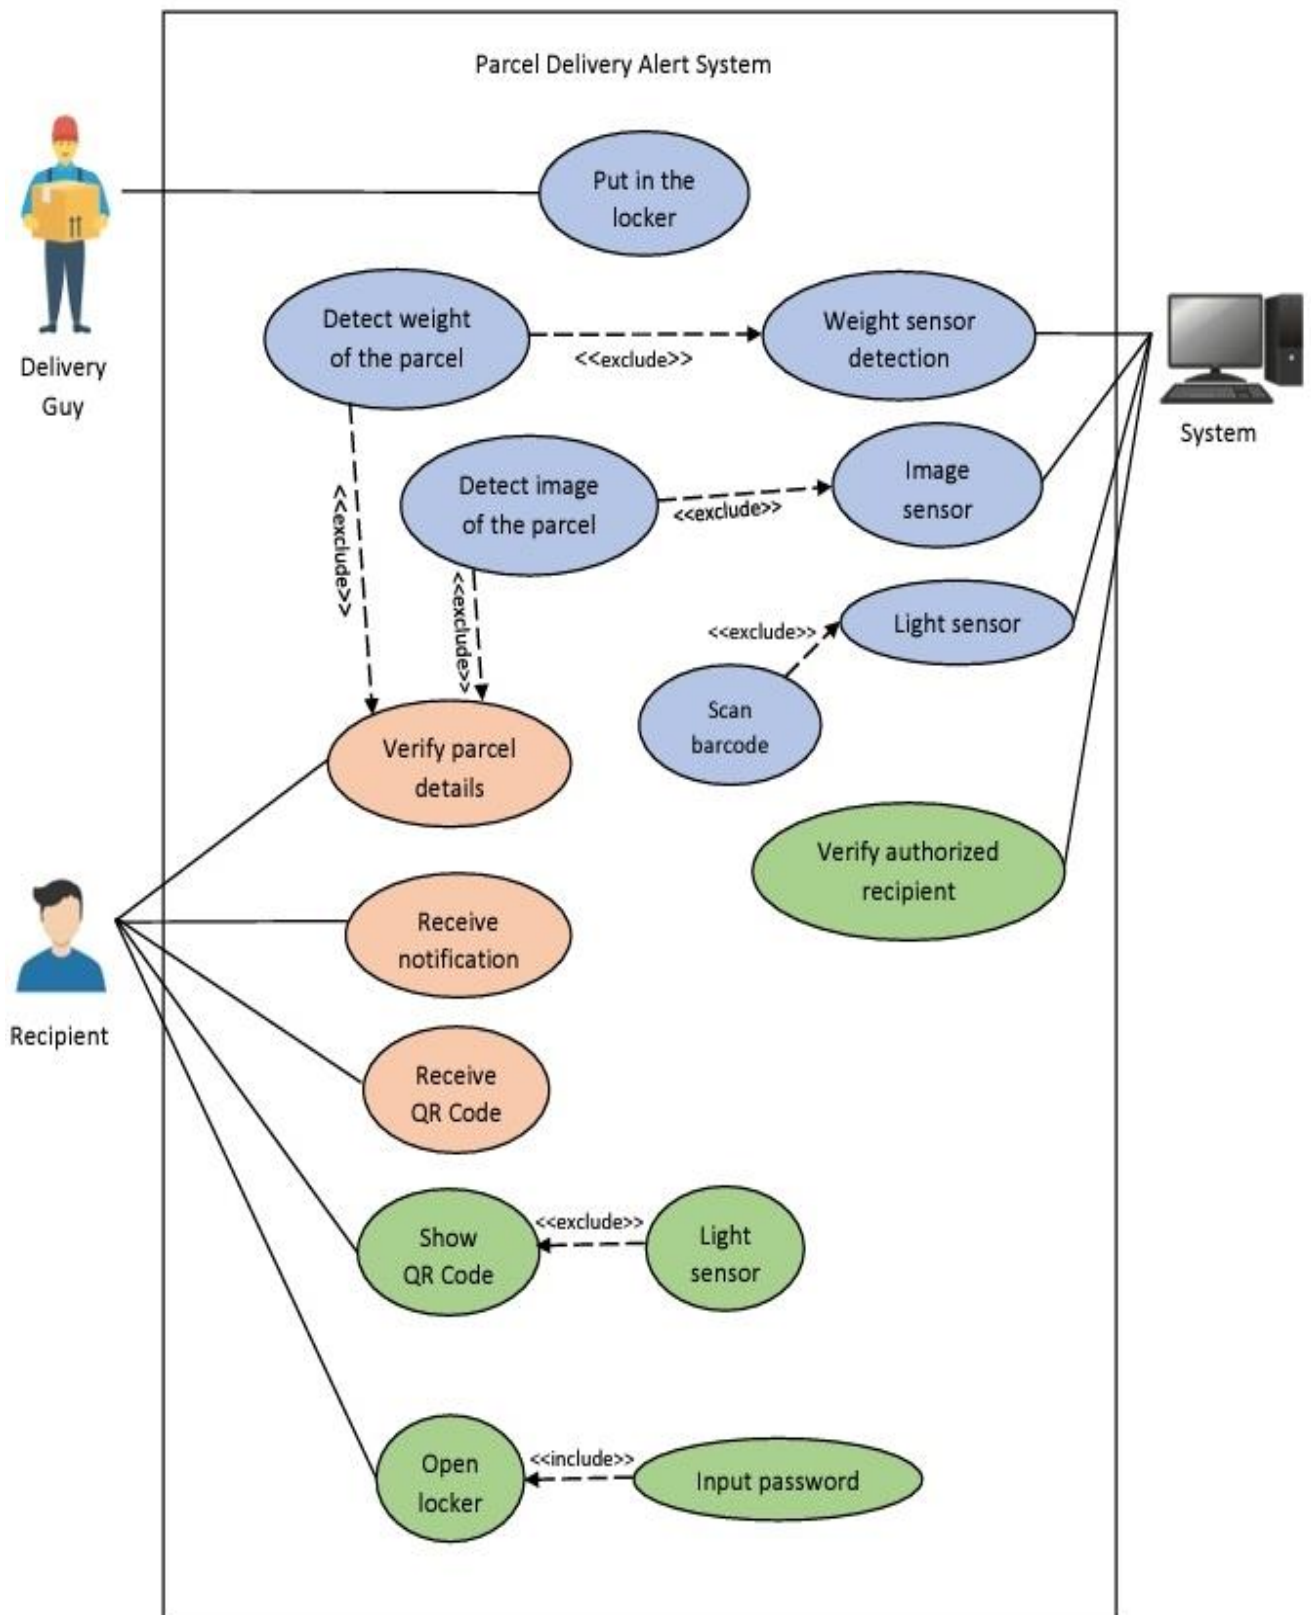 Parcel Delivery Alert System
Put in the
locker
Delivery
Guy
Detect weight
of the parcel
<<exclude>>
Weight sensor
detection
System
<<exclude>>
Detect image
of the parcel
<<exclude>>
Image
sensor
<<exclude>>
<<exclude>>
Light sensor
Scan
barcode
Verify parcel
details
Verify authorized
recipient
Receive
notification
Recipient
Receive
QR Code
Show
QR Code
<<exclude>>
Light
sensor
Open
locker
<<include>>
Input password